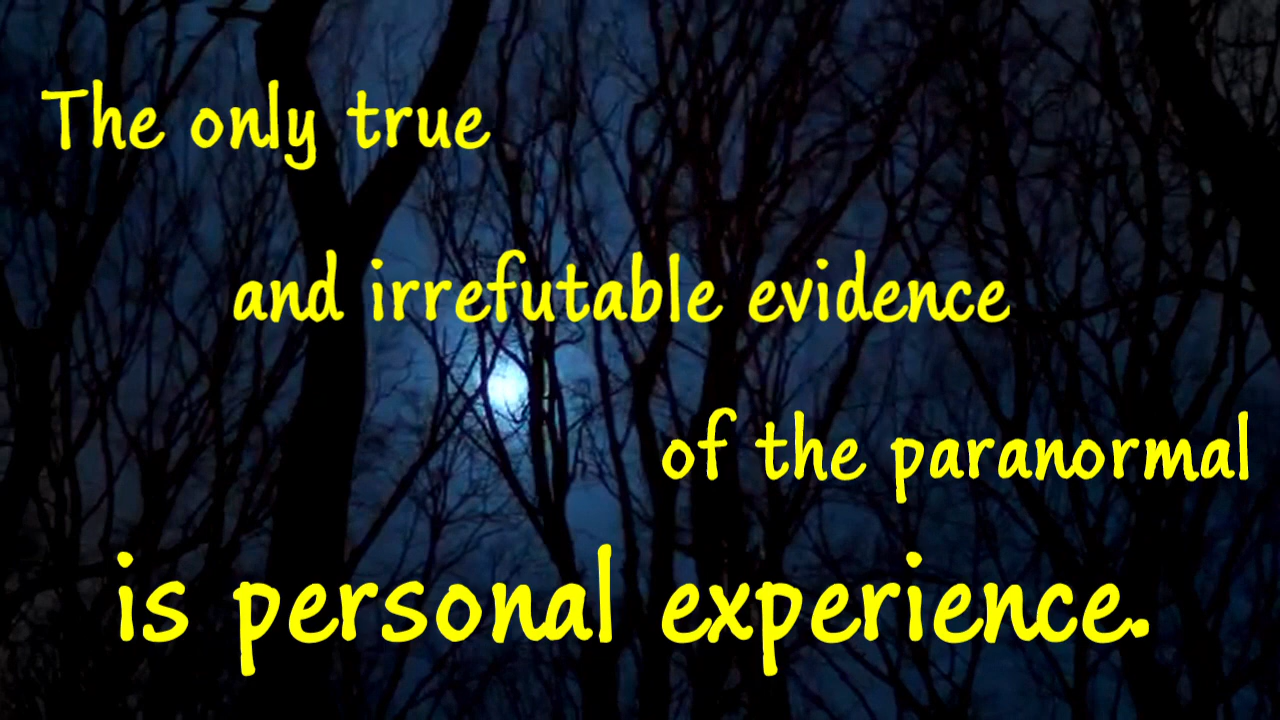 The only true
and irrefutable evidence
of the paranormal
is personal experience.